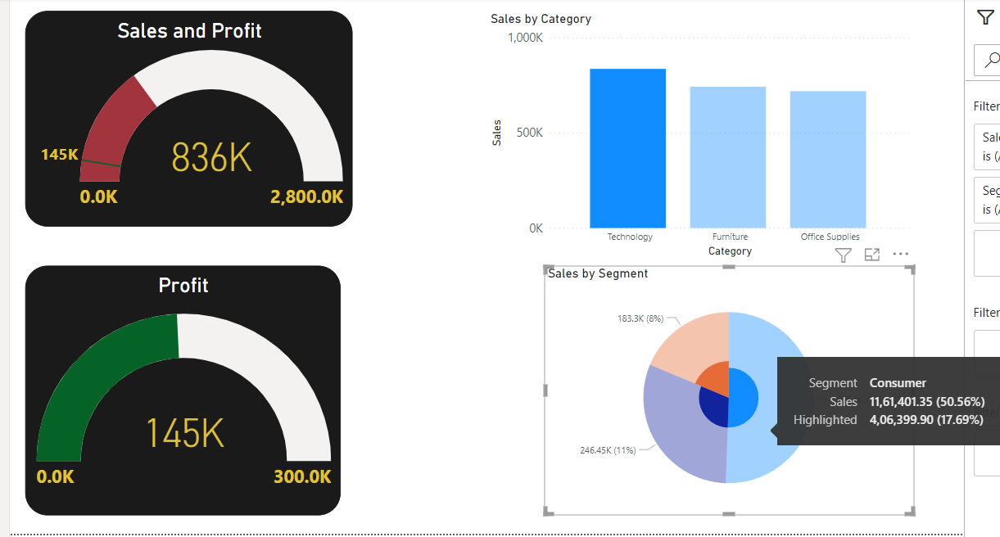 Sales and Profit
145K
836K
0.0K
2,800.0K
Profit
145K
0.0K
300.0K
Sales by Category
1,000K
500K
0K
Sales
Technology
Furniture
Office Supplies
Category
Sales by Segment
183.3K (8%)
246.45K (11%)
Segment Consumer
Sales 11,61,401.35 (50.56%)
Highlighted 4,06,399.90 (17.69%)
Filter
Sal
is (
Seg
is (
Filter